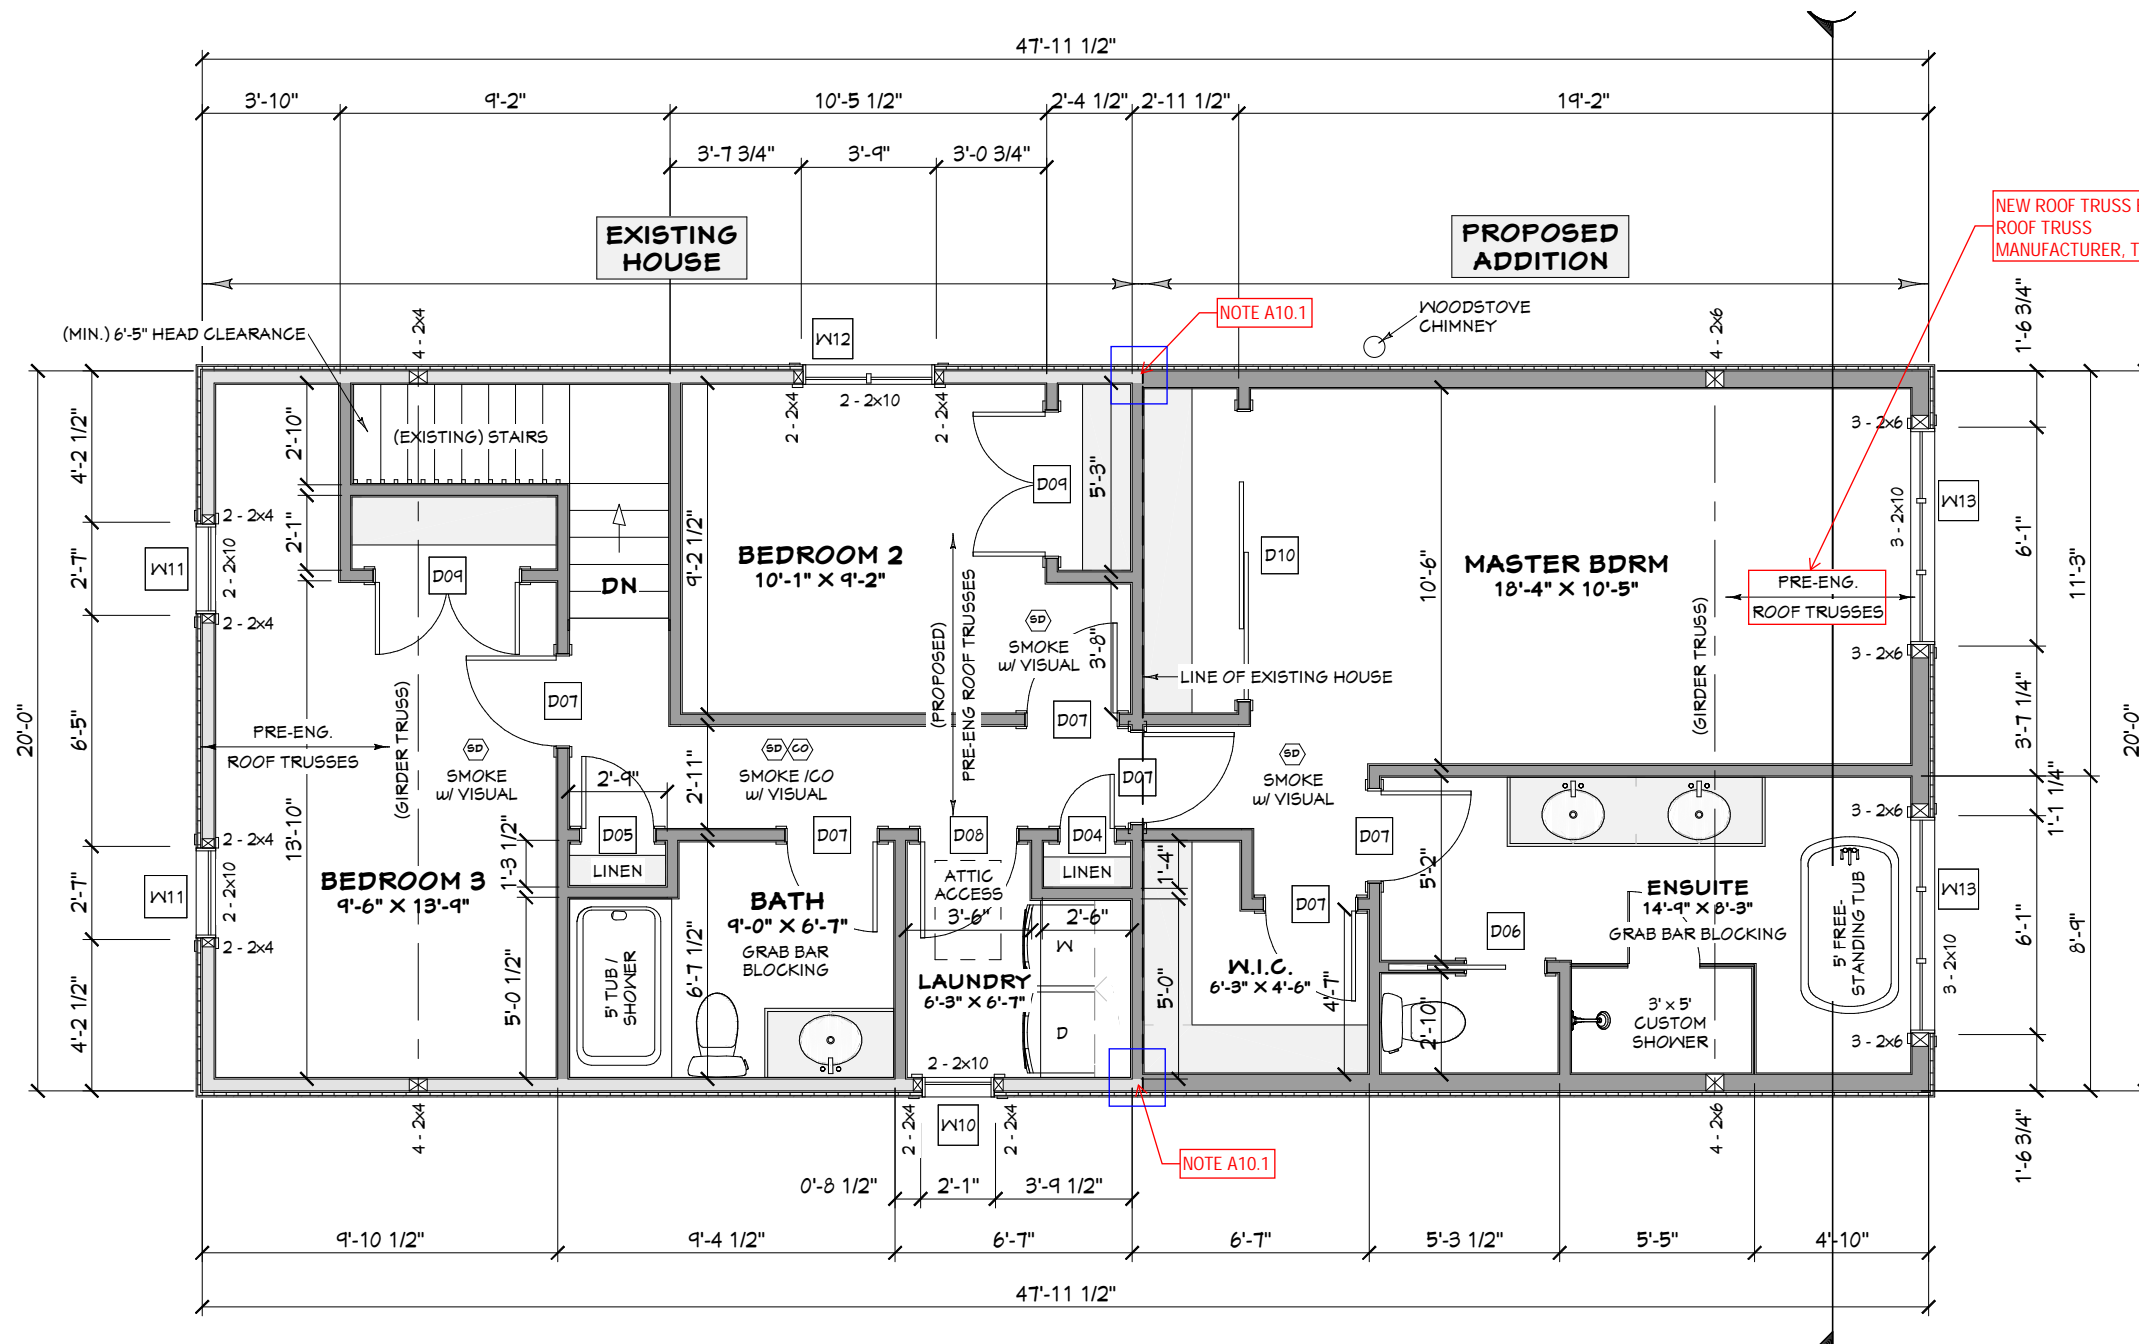 47'-11 1/2"
3'-10"
9'-2"
10'-5 1/2"
2'-4 1/2"
2'-11 1/2"
19'-2"
3'-7 3/4"
3'-9"
3'-0 3/4"
EXISTING
HOUSE
PROPOSED
ADDITION
NEW ROOF TRUSS
ROOF TRUSS
MANUFACTURER, T
NOTE A10.1
WOODSTOVE
CHIMNEY
(MIN.) 6'-5" HEAD CLEARANCE
4 - 2x4
W12
4 - 2x6
1'-6 3/4"
2 - 2x4
2 - 2x10
2 - 2x4
3 - 2x6
4'-2 1/2"
2'-10"
(EXISTING) STAIRS
D09
5'-3"
2 - 2x4
2'-1"
9'-2 1/2"
D10
3 - 2x10
W13
6'-1"
W11
2'-7"
2 - 2x10
D09
DN
BEDROOM 2
10'-1" X 9'-2"
10'-6"
MASTER BDRM
18'-4" X 10'-5"
PRE-ENG.
ROOF TRUSSES
11'-3"
2 - 2x4
SD
SMOKE
w/ VISUAL
3'-8"
3 - 2x6
(PROPOSED)
PRE-ENG ROOF TRUSSES
LINE OF EXISTING HOUSE
(GIRDER TRUSS)
(GIRDER TRUSS)
D07
D07
20'-0"
6'-5"
PRE-ENG.
ROOF TRUSSES
SD
SMOKE
w/ VISUAL
SD CO
SMOKE /CO
w/ VISUAL
SD
SMOKE
w/ VISUAL
3'-7 1/4"
20'-0"
2'-9"
2'-11"
D07
1'-1 1/4"
3 - 2x6
13'-10"
2 - 2x4
1'-3 1/2"
D05
D07
D08
D04
D07
LINEN
LINEN
1'-4"
5'-2"
BEDROOM 3
9'-6" X 13'-9"
W11
2'-7"
2 - 2x10
BATH
9'-0" X 6'-7"
GRAB BAR
BLOCKING
ATTIC
ACCESS
3'-6"
2'-6"
D07
ENSUITE
14'-9" X 8'-3"
GRAB BAR BLOCKING
5' FREE-
STANDING TUB
W13
6'-1"
8'-9"
3 - 2x10
D06
2 - 2x4
5' TUB /
SHOWER
6'-7 1/2"
5'-0 1/2"
LAUNDRY
6'-3" X 6'-7"
W
D
5'-0"
W.I.C.
6'-3" X 4'-6"
4'-7"
2'-10"
3' x 5'
CUSTOM
SHOWER
3 - 2x6
4'-2 1/2"
2 - 2x10
4 - 2x4
2 - 2x4
W10
2 - 2x4
NOTE A10.1
4 - 2x6
1'-6 3/4"
0'-8 1/2"
2'-1"
3'-9 1/2"
9'-10 1/2"
9'-4 1/2"
6'-7"
6'-7"
5'-3 1/2"
5'-5"
4'-10"
47'-11 1/2"